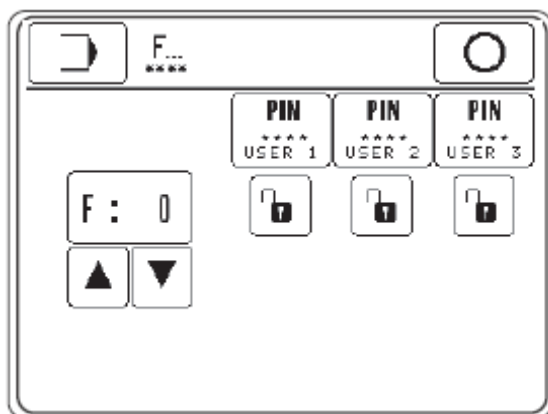 F...
****
PIN PIN PIN
**** **** ****
USER 1 USER 2 USER 3
F: 0